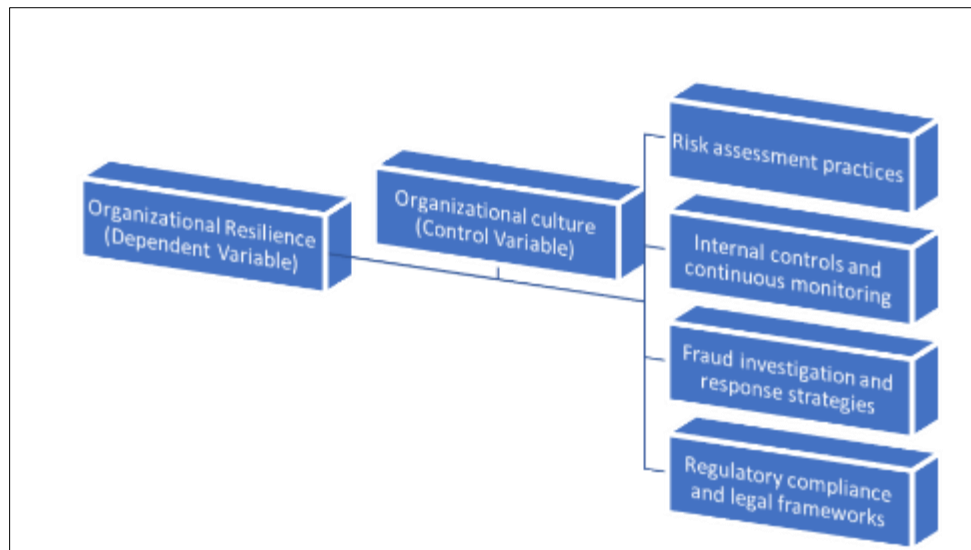 Organizational Resilience
(Dependent Variable)
Organizational culture
(Control Variable)
Risk assessment practices
Internal controls and
continuous monitoring
Fraud investigation and
response strategies
Regulatory compliance
and legal frameworks